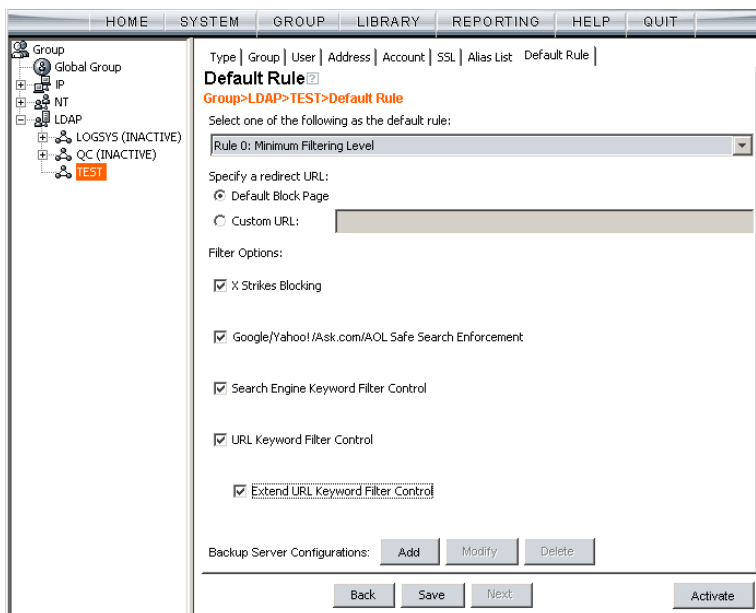 HOME SYSTEM GROUP LIBRARY REPORTING HELP QUIT
Group
Global Group
IP
NT
LDAP
LOGSYS (INACTIVE)
QC (INACTIVE)
TEST
Type | Group | User | Address | Account | SSL | Alias List Default Rule |
Default Rule ?
Group>LDAP>TEST>Default Rule
Select one of the following as the default rule:
Rule 0: Minimum Filtering Level
Specify a redirect URL:
Default Block Page
Custom URL:
Filter Options:
X Strikes Blocking
Google/Yahoo!/Ask.com/AOL Safe Search Enforcement
Search Engine Keyword Filter Control
URL Keyword Filter Control
Extend URL Keyword Filter Control
Backup Server Configurations: Add Modify Delete
Back Save Next Activate